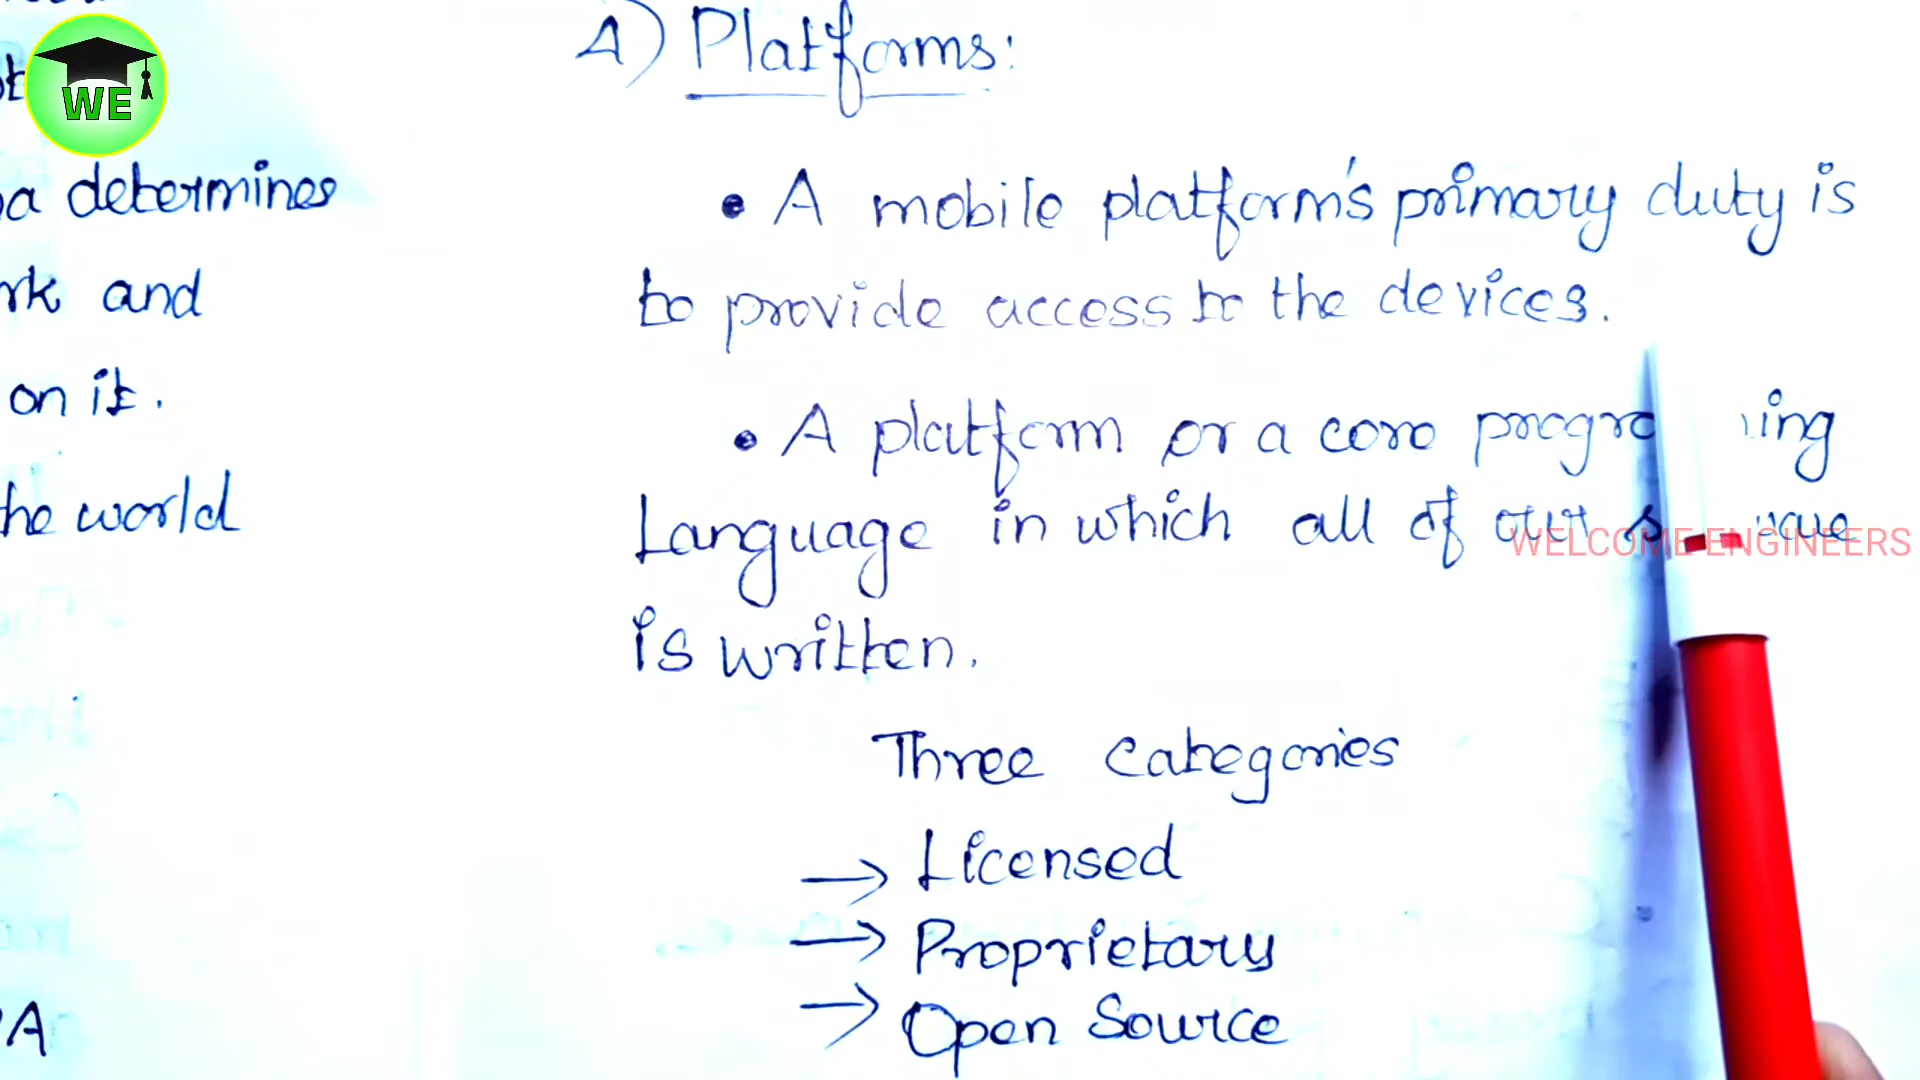 WE
a determines
rk and
on it.
he world
A
A) Platforms:
• A mobile platform's primary duty is
to provide access to the devices.
• A platform or a core progra ing
Language in which all of our
is written.
WELCOME ENGINEERS
Three categories
→ Licensed
→ Proprietary
→ Open Source